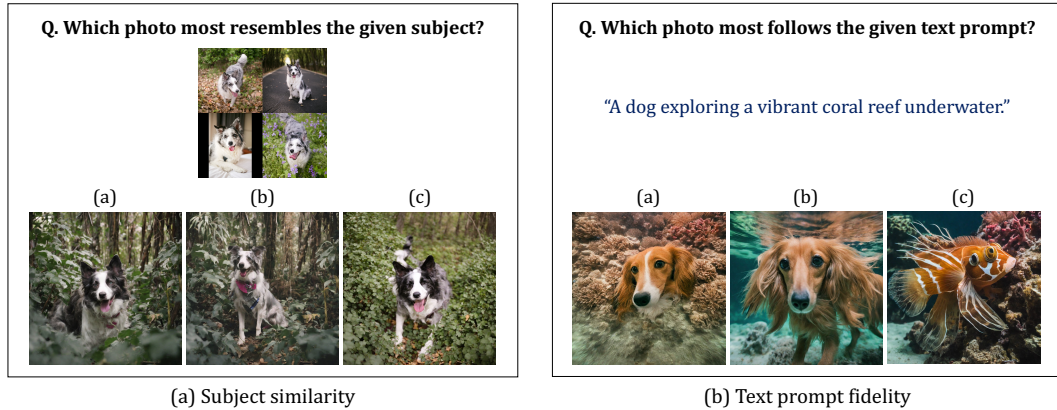 Q. Which photo most resembles the given subject?
(a) (b) (c)
(a) Subject similarity
Q. Which photo most follows the given text prompt?
“A dog exploring a vibrant coral reef underwater.”
(a) (b) (c)
(b) Text prompt fidelity